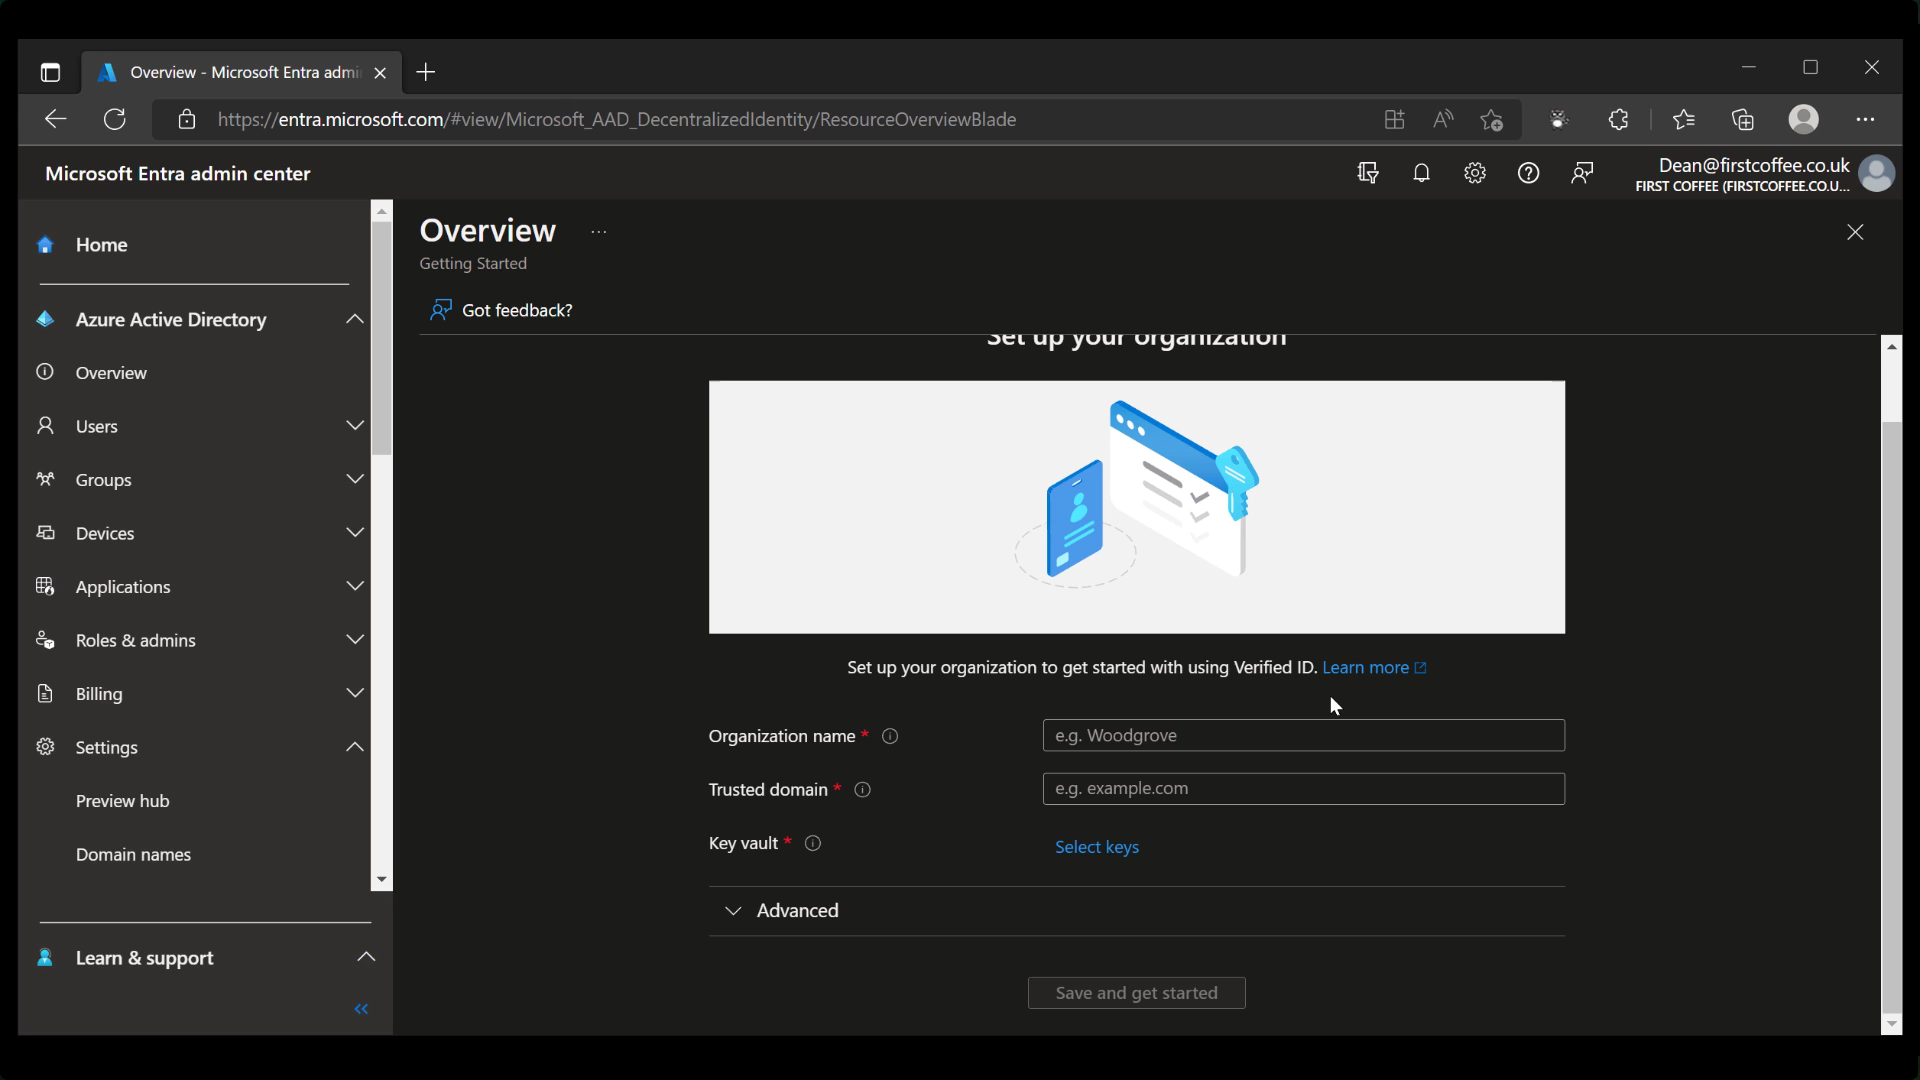 Overview - Microsoft Entra admi
https://entra.microsoft.com/#view/Microsoft_AAD_DecentralizedIdentity/ResourceOverviewBlade
Microsoft Entra admin center
Dean@firstcoffee.co.uk
FIRST COFFEE (FIRSTCOFFEE.CO.U...
Home
Azure Active Directory
Overview
Users
Groups
Devices
Applications
Roles & admins
Billing
Settings
Preview hub
Domain names
Learn & support
Overview
...
Getting Started
Got feedback?
Set up your organization
Set up your organization to get started with using Verified ID. Learn more
Organization name *
e.g. Woodgrove
Trusted domain *
e.g. example.com
Key vault *
Select keys
Advanced
Save and get started